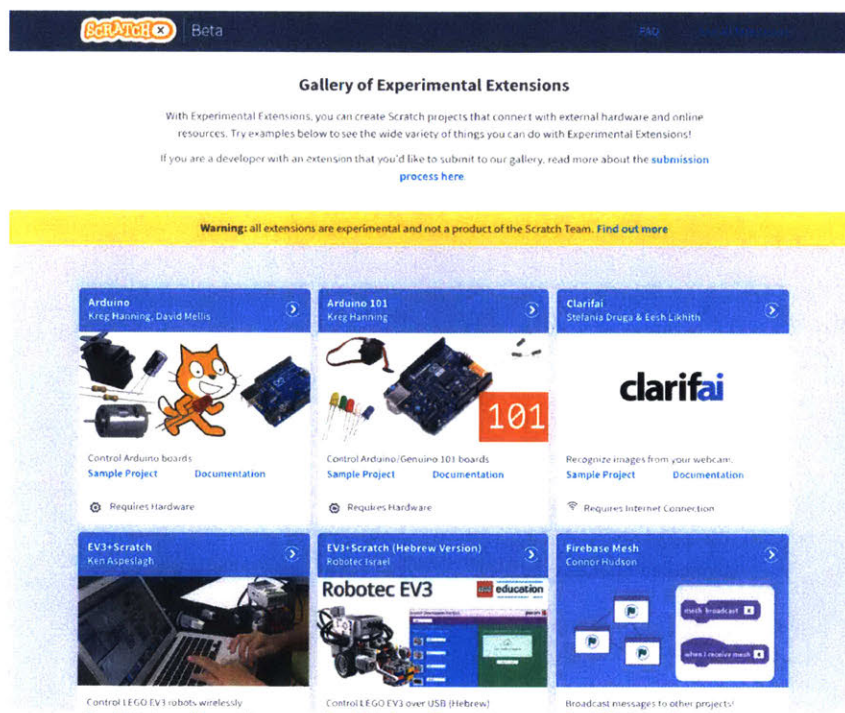 SCRATCH X Beta
FAQ
Gallery of Experimental Extensions
With Experimental Extensions, you can create Scratch projects that connect with external hardware and online
resources. Try examples below to see the wide variety of things you can do with Experimental Extensions!
If you are a developer with an extension that you'd like to submit to our gallery, read more about the submission
process here.
Warning: all extensions are experimental and not a product of the Scratch Team. Find out more
Arduino
Kreg Hanning, David Mellis
Control Arduino boards
Sample Project Documentation
Requires Hardware
Arduino 101
Kreg Hanning
101
Control Arduino/Genuino 101 boards
Sample Project Documentation
Requires Hardware
Clarifai
Stefania Druga & Eesh Likhith
clarifai
Recognize images from your webcam.
Sample Project Documentation
Requires Internet Connection
EV3+Scratch
Ken Aspeslagh
Control LEGO EV3 robots wirelessly
EV3+Scratch (Hebrew Version)
Robotec Israel
Robotec EV3
education
Control LEGO EV3 over USB (Hebrew)
Firebase Mesh
Connor Hudson
mesh broadcast
when I receive mesh
Broadcast messages to other projects!